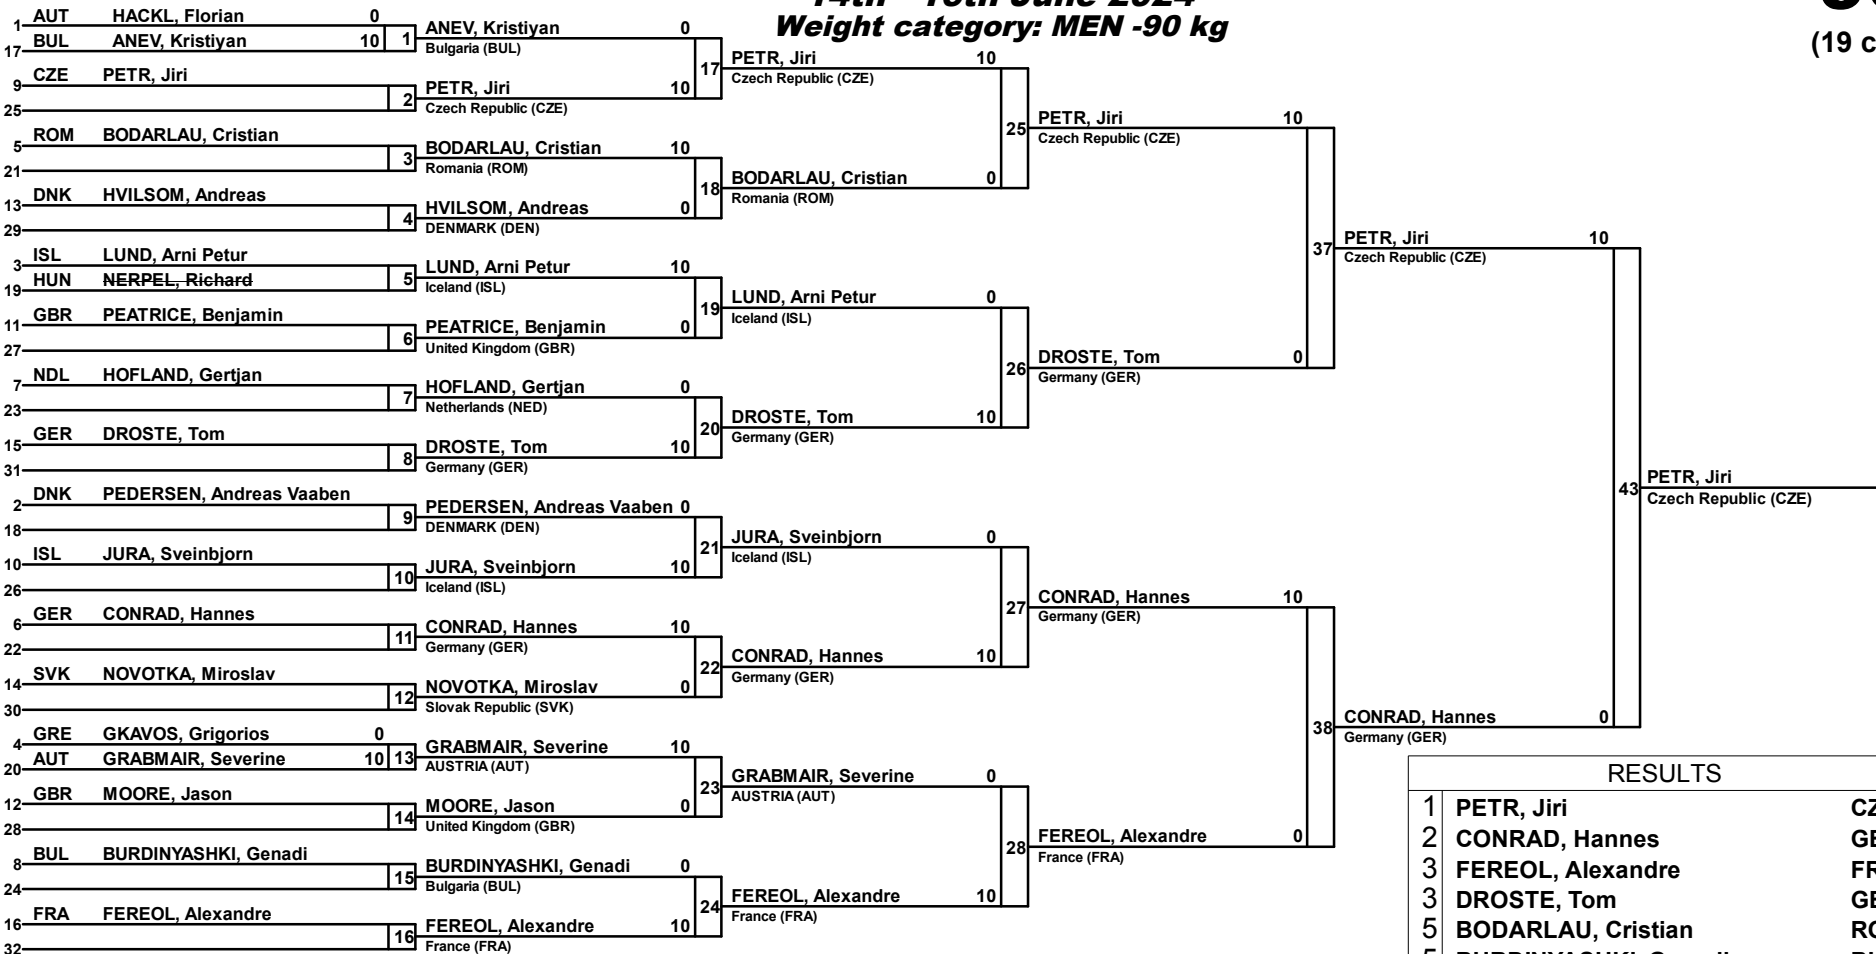 Weight category: MEN -90 kg
(19 c
1 AUT HACKL, Florian 0
17 BUL ANEV, Kristiyan 10
1 ANEV, Kristiyan 0
Bulgaria (BUL)
9 CZE PETR, Jiri
25
2 PETR, Jiri 10
Czech Republic (CZE)
5 ROM BODARLAU, Cristian
21
3 BODARLAU, Cristian 10
Romania (ROM)
13 DNK HVILSOM, Andreas
29
4 HVILSOM, Andreas 0
DENMARK (DEN)
3 ISL LUND, Arni Petur
19 HUN NERPEL, Richard
5 LUND, Arni Petur 10
Iceland (ISL)
11 GBR PEATRICE, Benjamin
27
6 PEATRICE, Benjamin 0
United Kingdom (GBR)
7 NDL HOFLAND, Gertjan
23
7 HOFLAND, Gertjan 0
Netherlands (NED)
15 GER DROSTE, Tom
31
8 DROSTE, Tom 10
Germany (GER)
2 DNK PEDERSEN, Andreas Vaaben
18
9 PEDERSEN, Andreas Vaaben 0
DENMARK (DEN)
10 ISL JURA, Sveinbjorn
26
10 JURA, Sveinbjorn 10
Iceland (ISL)
6 GER CONRAD, Hannes
22
11 CONRAD, Hannes 10
Germany (GER)
14 SVK NOVOTKA, Miroslav
30
12 NOVOTKA, Miroslav 0
Slovak Republic (SVK)
4 GRE GKAVOS, Grigorios 0
20 AUT GRABMAIR, Severine 10
13 GRABMAIR, Severine 10
AUSTRIA (AUT)
12 GBR MOORE, Jason
28
14 MOORE, Jason 0
United Kingdom (GBR)
8 BUL BURDINYASHKI, Genadi
24
15 BURDINYASHKI, Genadi 0
Bulgaria (BUL)
16 FRA FEREOL, Alexandre
32
16 FEREOL, Alexandre 10
France (FRA)
17 PETR, Jiri 10
Czech Republic (CZE)
18 BODARLAU, Cristian 0
Romania (ROM)
19 LUND, Arni Petur 0
Iceland (ISL)
20 DROSTE, Tom 10
Germany (GER)
21 JURA, Sveinbjorn 0
Iceland (ISL)
22 CONRAD, Hannes 10
Germany (GER)
23 GRABMAIR, Severine 0
AUSTRIA (AUT)
24 FEREOL, Alexandre 10
France (FRA)
25 PETR, Jiri 10
Czech Republic (CZE)
26 DROSTE, Tom 0
Germany (GER)
27 CONRAD, Hannes 10
Germany (GER)
28 FEREOL, Alexandre 0
France (FRA)
37 PETR, Jiri 10
Czech Republic (CZE)
38 CONRAD, Hannes 0
Germany (GER)
43 PETR, Jiri
Czech Republic (CZE)
RESULTS
1 PETR, Jiri CZ
2 CONRAD, Hannes GE
3 FEREOL, Alexandre FR
3 DROSTE, Tom GE
5 BODARLAU, Cristian RO